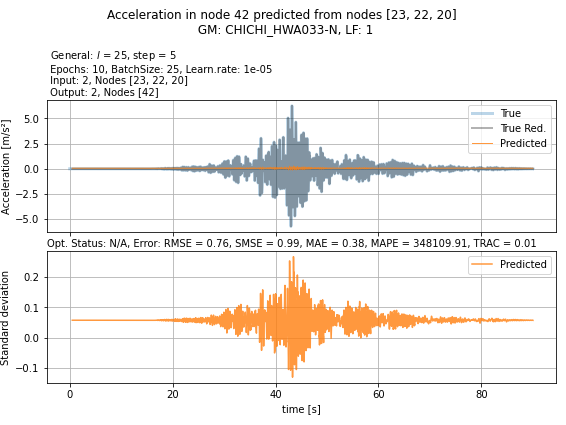 Acceleration in node 42 predicted from nodes [23, 22, 20]
GM: CHICHI_HWA033-N, LF: 1
General: l = 25, step = 5
Epochs: 10, BatchSize: 25, Learn.rate: 1e-05
Input: 2, Nodes [23, 22, 20]
Output: 2, Nodes [42]
Acceleration [m/s²]
5.0
2.5
0.0
−2.5
−5.0
True
True Red.
Predicted
Opt. Status: N/A, Error: RMSE = 0.76, SMSE = 0.99, MAE = 0.38, MAPE = 348109.91, TRAC = 0.01
Standard deviation
0.2
0.1
0.0
−0.1
Predicted
0 20 40 60 80
time [s]